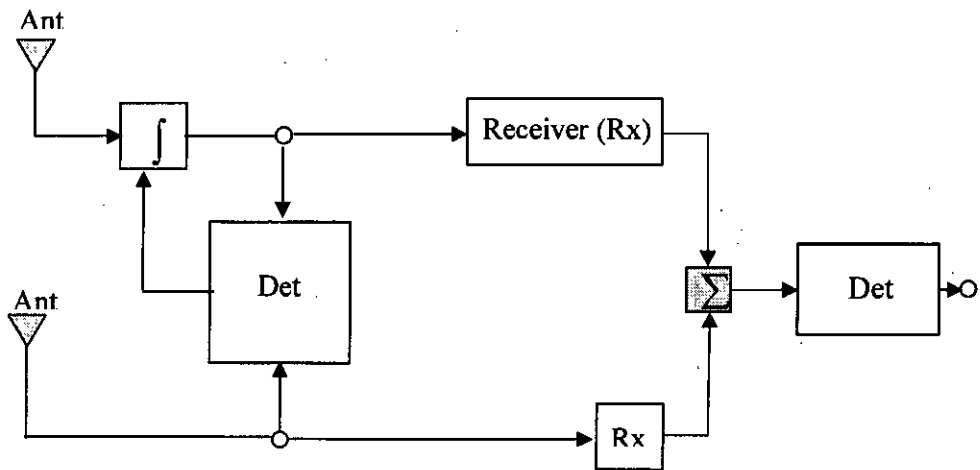 Ant
∫
Receiver (Rx)
Det
Ant
Σ
Det
Rx